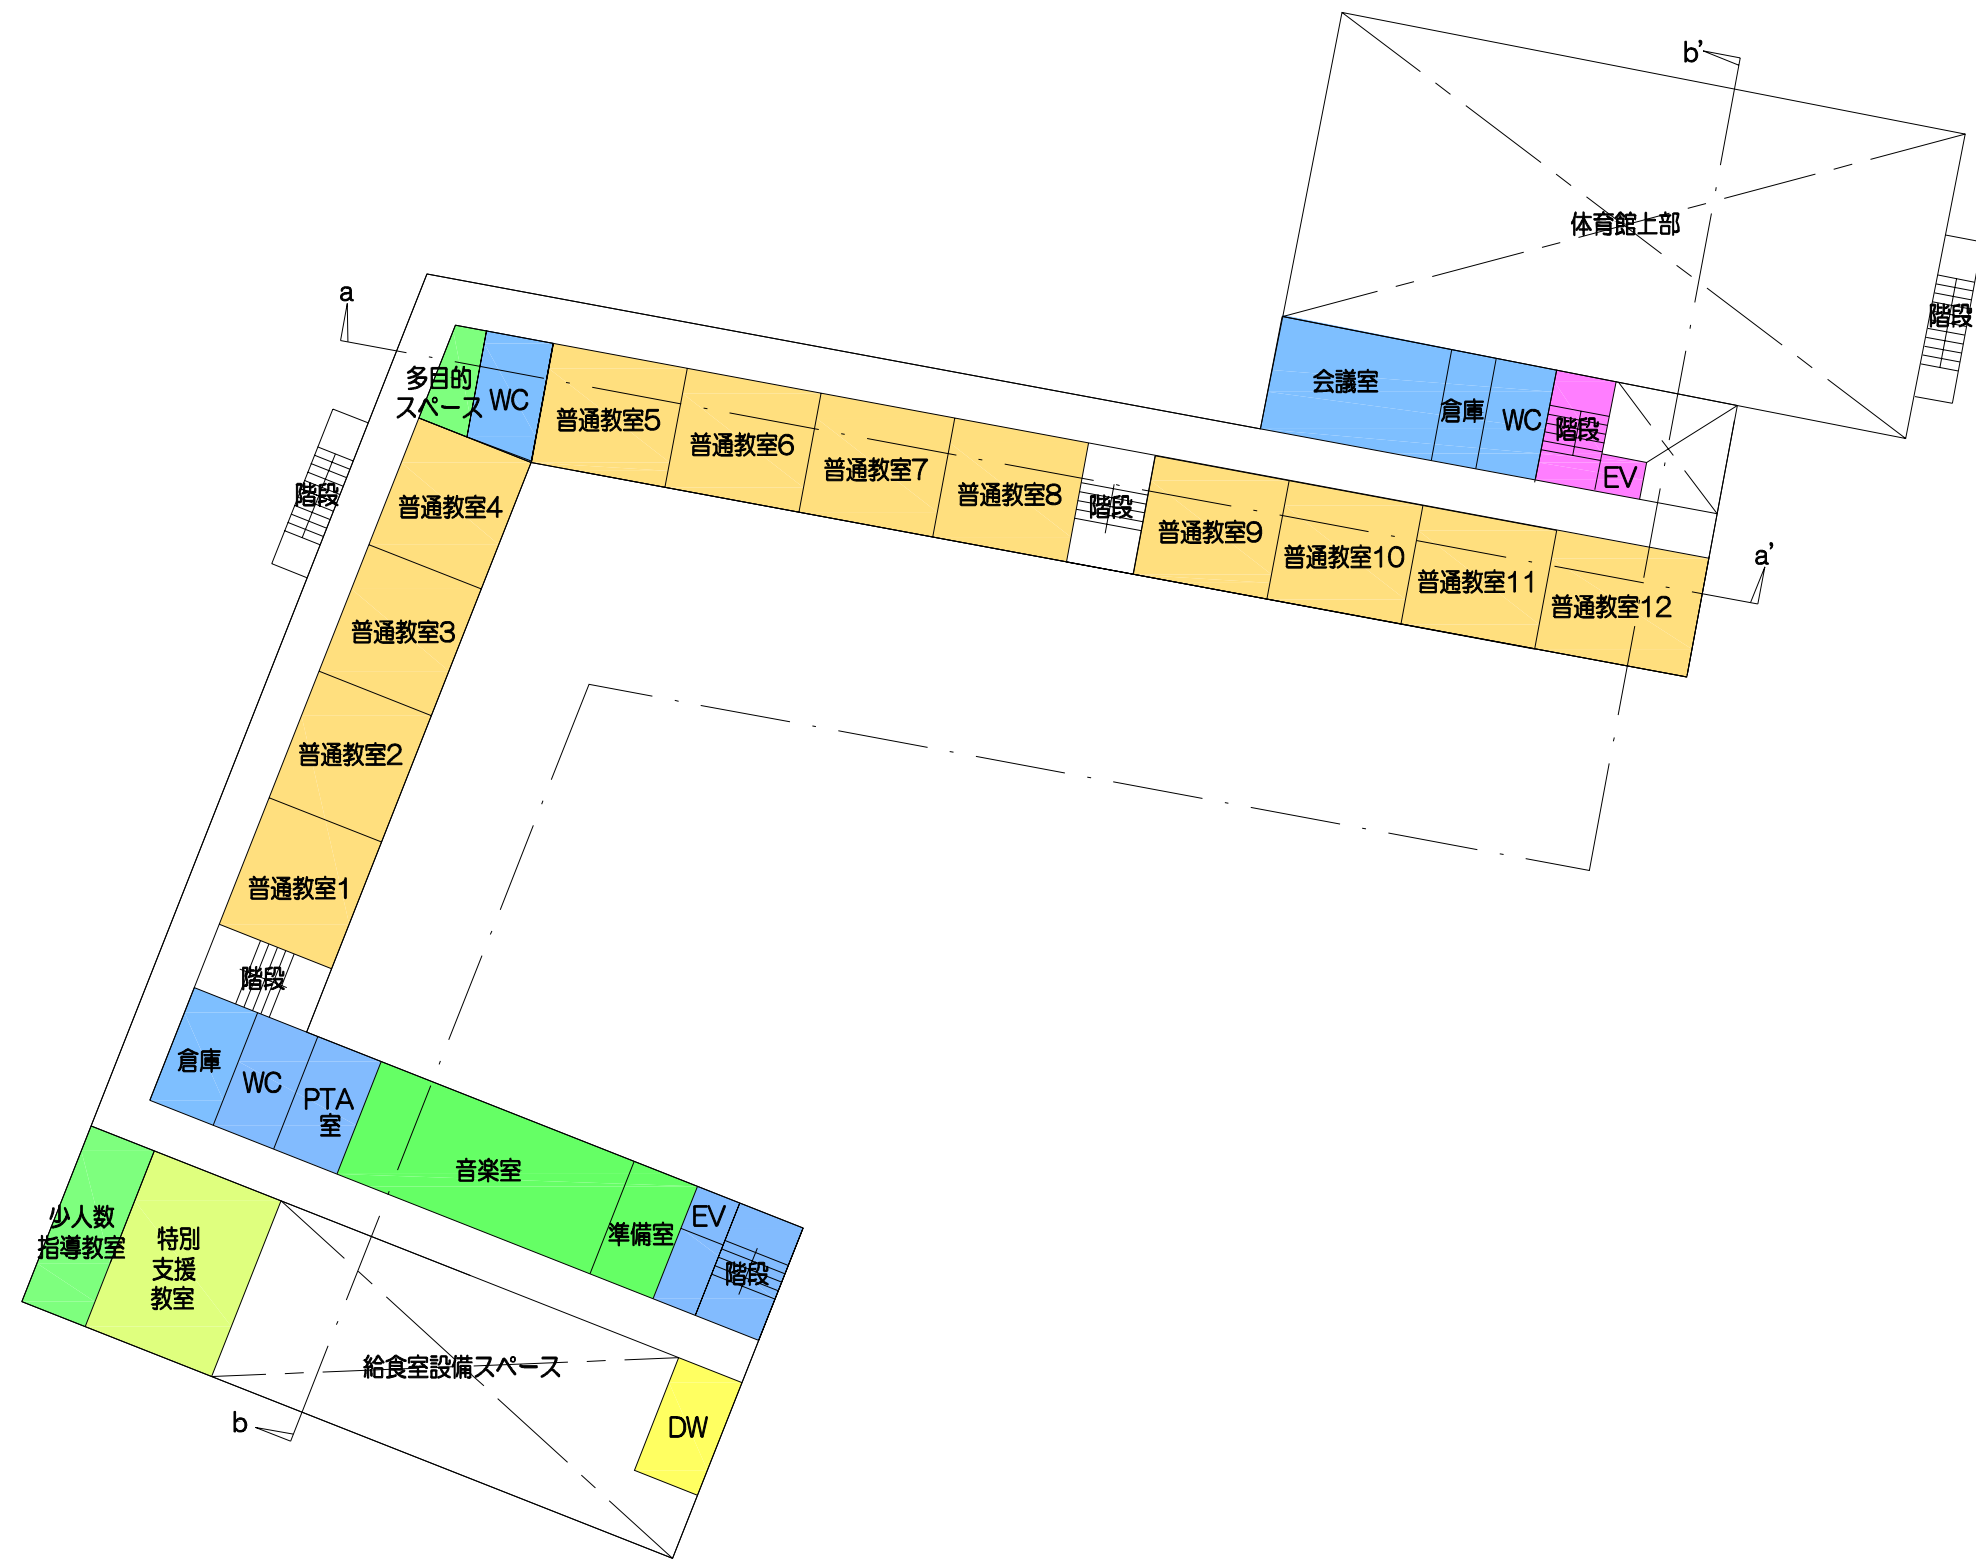 b’
体育館上部
階段
a
多目的
スペース
WC
普通教室5
普通教室6
普通教室7
普通教室8
階段
普通教室9
普通教室10
普通教室11
普通教室12
a’
会議室
倉庫
WC
階段
EV
階段
普通教室4
普通教室3
普通教室2
普通教室1
階段
倉庫
WC
PTA
室
音楽室
準備室
EV
階段
少人数
指導教室
特別
支援
教室
給食室設備スペース
DW
b